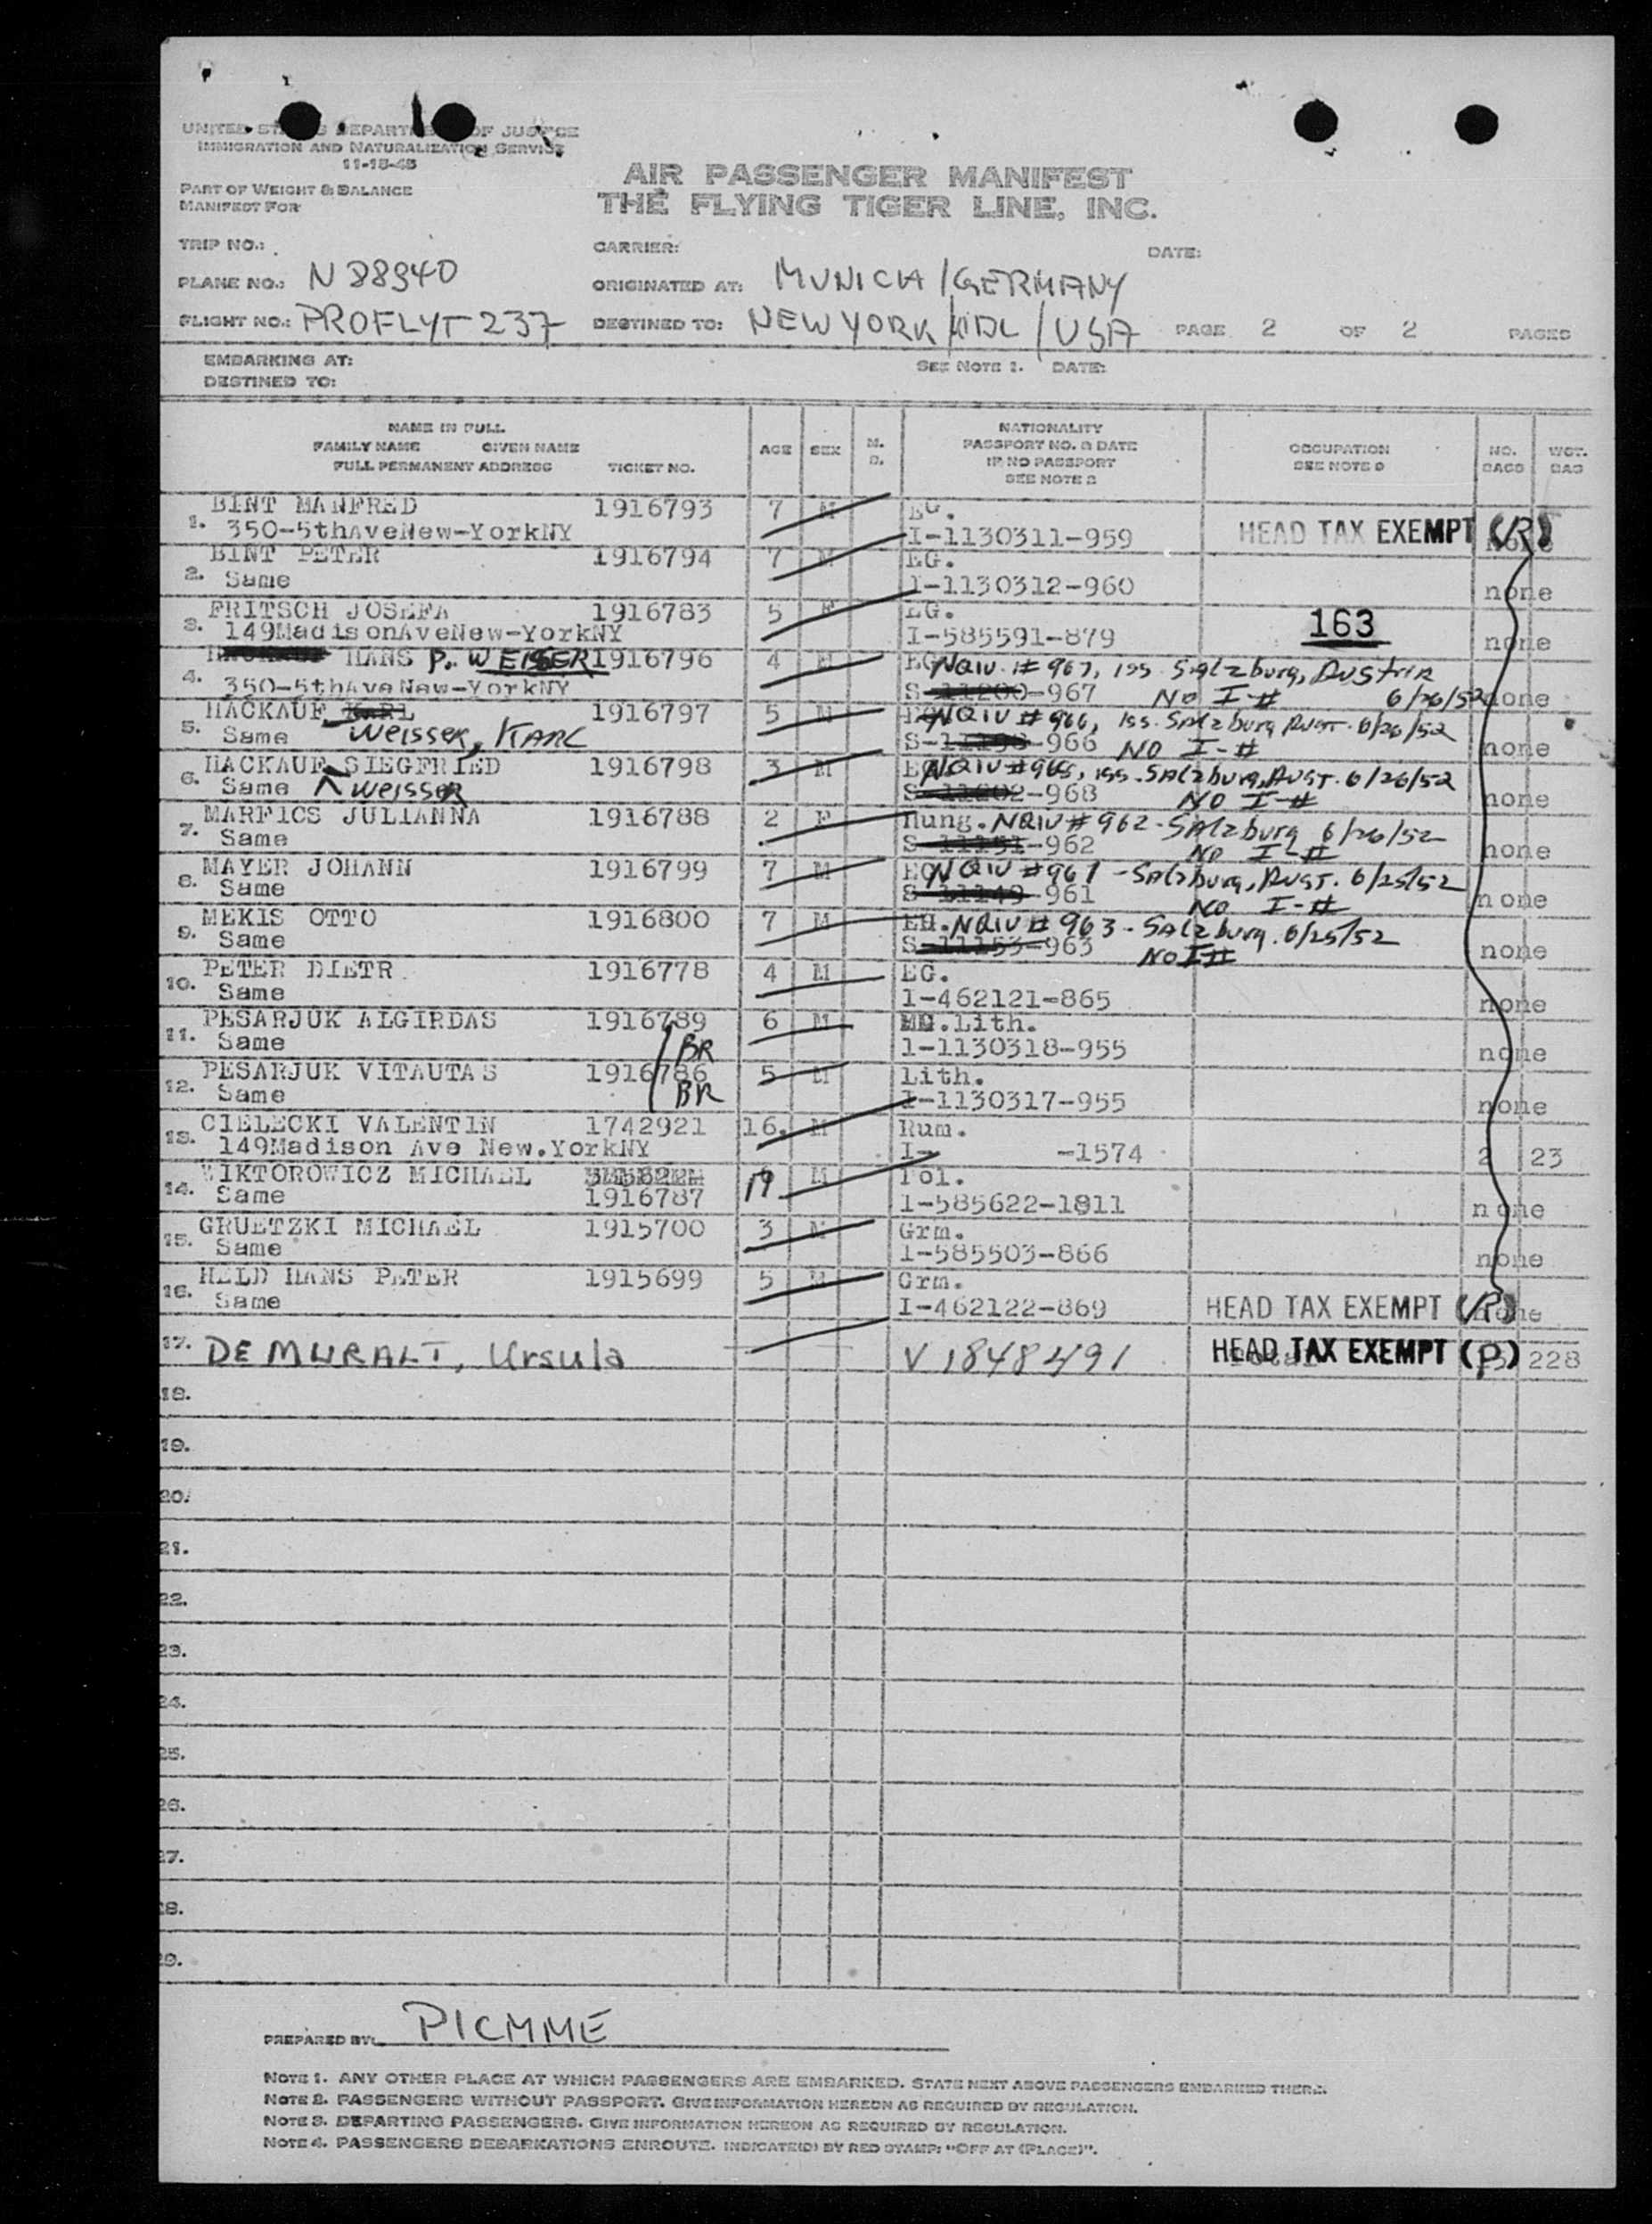 UNITED STATES DEPARTMENT OF JUSTICE
IMMIGRATION AND NATURALIZATION SERVICE
11-18-48
PART OF WEIGHT & BALANCE
MANIFEST FOR
AIR PASSENGER MANIFEST
THE FLYING TIGER LINE, INC.
TRIP NO.: CARRIER: DATE:
PLANE NO.: N88940 ORIGINATED AT: MUNICH/GERMANY
FLIGHT NO.: PROFLYT 237 DESTINED TO: NEW YORK/IDL/USA PAGE 2 OF 2 PAGES
EMBARKING AT: SEE NOTE 1. DATE:
DESTINED TO:
NAME IN FULL
FAMILY NAME GIVEN NAME
FULL PERMANENT ADDRESS TICKET NO. AGE SEX M. D. NATIONALITY PASSPORT NO. & DATE IF NO PASSPORT SEE NOTE 2 OCCUPATION SEE NOTE 3 NO. BAGS WGT. BAG
1. BINT MANFRED 1916793 7 M EG.
350-5thAveNew-YorkNY I-1130311-959 HEAD TAX EXEMPT (R) none
2. BINT PETER 1916794 7 M EG.
Same I-1130312-960 none
3. FRITSCH JOSEFA 1916783 5 F EG.
149MadisonAveNew-YorkNY I-585591-879 163 none
4. HANS P. WEISSER 1916796 4 M EG NQIV # 967, iss. Salzburg, Austria
350-5thAveNew-YorkNY S-11200-967 NO I-# 6/26/52 none
5. HACKAUF KARL 1916797 5 M NQIV # 966, iss. Salzburg Aust. 6/26/52
Same Weisser, KARL S-966 NO I-# none
6. HACKAUF SIEGFRIED 1916798 3 M NQIV #968, iss. Salzburg, Aust. 6/26/52
Same Weisser S-11202-968 NO I-# none
7. MARFICS JULIANNA 1916788 2 F Hung. NQIV # 962 - Salzburg 6/26/52
Same S-11151-962 NO I-# none
8. MAYER JOHANN 1916799 7 M EG NQIV #961 - Salzburg, Aust. 6/25/52
Same S-11149-961 NO I-# none
9. MEKIS OTTO 1916800 7 M EH. NQIV # 963 - Salzburg. 6/25/52
Same S-11153-963 NO I# none
10. PETER DIETR 1916778 4 M EG.
Same I-462121-865 none
11. PESARJUK ALGIRDAS 1916789 6 M Lith.
Same BR 1-1130318-955 none
12. PESARJUK VITAUTAS 1916786 5 M Lith.
Same BR I-1130317-955 none
13. CIELECKI VALENTIN 1742921 16. M Rum.
149Madison Ave New.YorkNY I- -1574 2 23
14. WIKTOROWICZ MICHAEL 19 M Pol.
Same 1916787 1-585622-1811 none
15. GRUETZKI MICHAEL 1915700 3 M Grm.
Same 1-585503-866 none
16. HELD HANS PETER 1915699 5 M Grm.
Same I-462122-869 HEAD TAX EXEMPT (R) none
17. DE MURALT, Ursula V 1848491 HEAD TAX EXEMPT (P) 228
18.
19.
20.
21.
22.
23.
24.
25.
26.
27.
28.
29.
PREPARED BY: PICMME
NOTE 1. ANY OTHER PLACE AT WHICH PASSENGERS ARE EMBARKED. STATE NEXT ABOVE PASSENGERS EMBARKED THERE.
NOTE 2. PASSENGERS WITHOUT PASSPORT. GIVE INFORMATION HEREON AS REQUIRED BY REGULATION.
NOTE 3. DEPARTING PASSENGERS. GIVE INFORMATION HEREON AS REQUIRED BY REGULATION.
NOTE 4. PASSENGERS DEBARKATIONS ENROUTE. INDICATE(D) BY RED STAMP: "OFF AT (PLACE)".